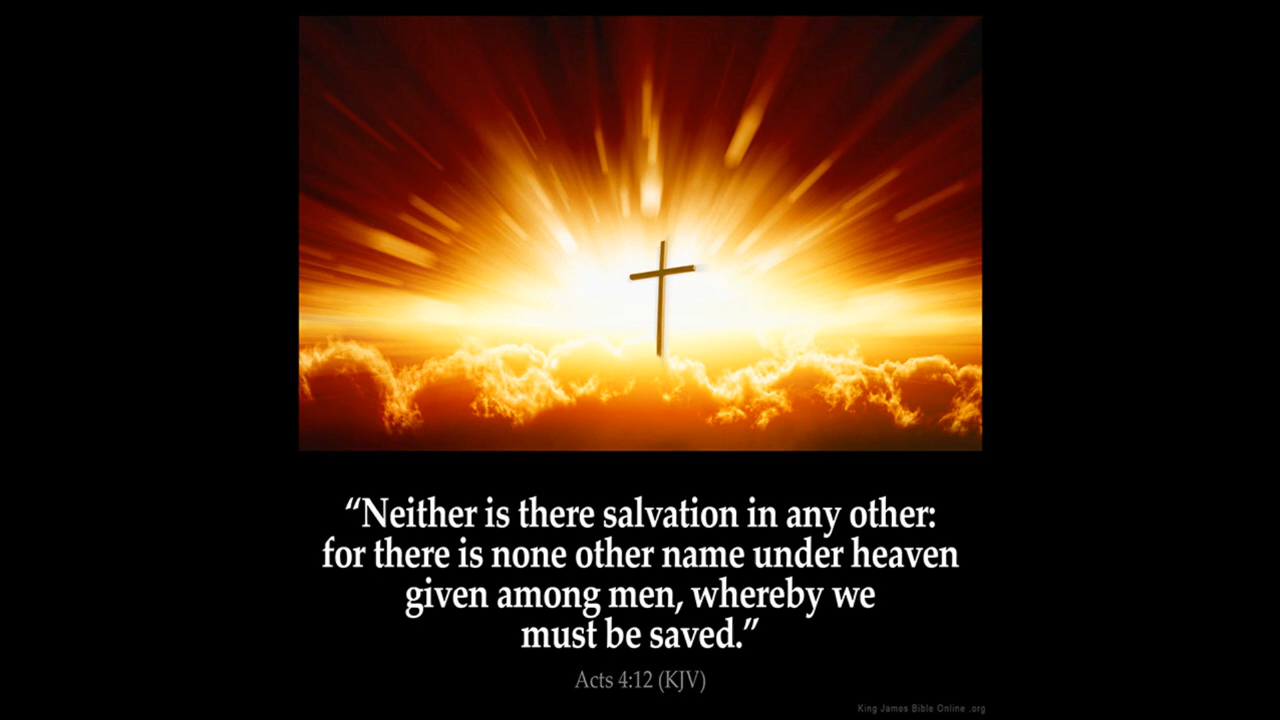 “Neither is there salvation in any other:
for there is none other name under heaven
given among men, whereby we
must be saved.”
Acts 4:12 (KJV)
King James Bible Online .org